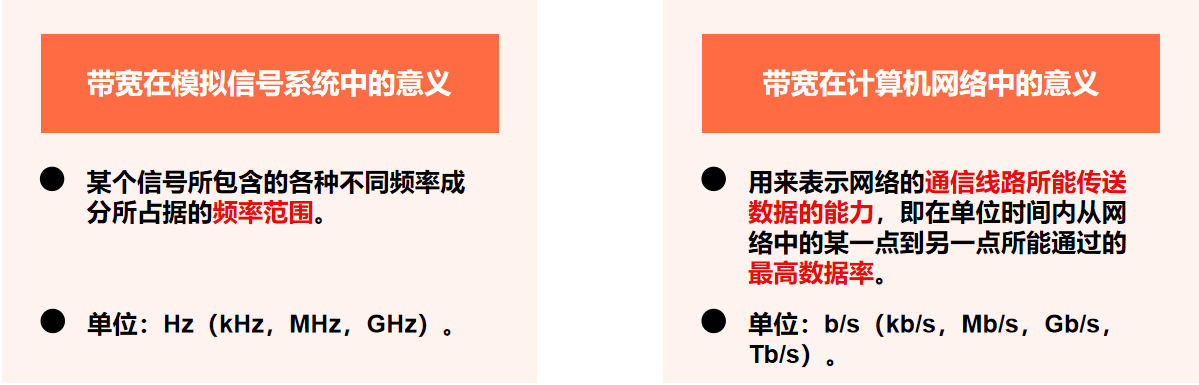 带宽在模拟信号系统中的意义
某个信号所包含的各种不同频率成
分所占据的频率范围。
单位：Hz（kHz，MHz，GHz）。
带宽在计算机网络中的意义
用来表示网络的通信线路所能传送
数据的能力，即在单位时间内从网
络中的某一点到另一点所能通过的
最高数据率。
单位：b/s（kb/s，Mb/s，Gb/s，
Tb/s）。